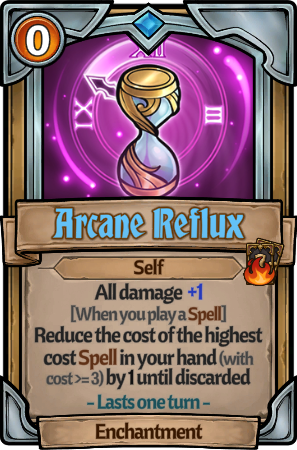 0
XII
IX
III
Arcane Reflux
Self
All damage +1
[When you play a Spell]
Reduce the cost of the highest
cost Spell in your hand (with
cost >= 3) by 1 until discarded
- Lasts one turn -
Enchantment